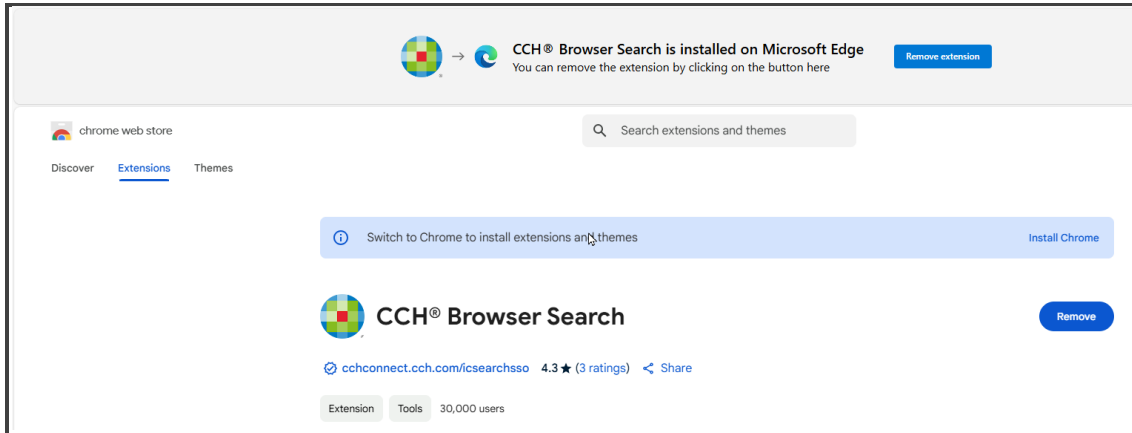 CCH® Browser Search is installed on Microsoft Edge
You can remove the extension by clicking on the button here
Remove extension
chrome web store
Search extensions and themes
Discover Extensions Themes
Switch to Chrome to install extensions and themes
Install Chrome
CCH® Browser Search
Remove
cchconnect.cch.com/icsearchsso 4.3★ (3 ratings) Share
Extension Tools 30,000 users